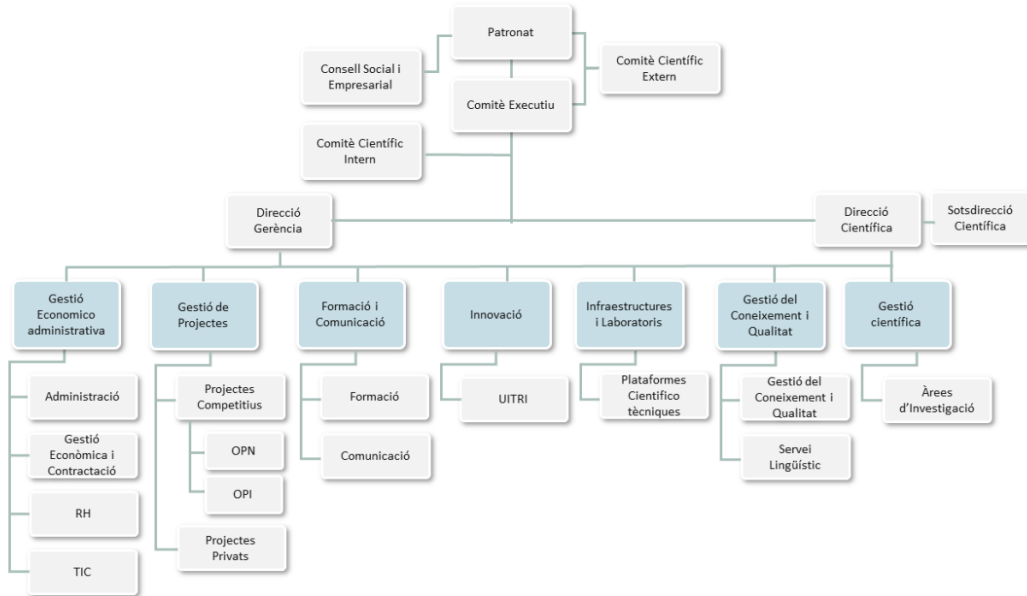 Patronat
Consell Social i
Empresarial
Comitè Científic
Extern
Comitè Executiu
Comitè Científic
Intern
Direcció
Gerència
Direcció
Científica
Sotsdirecció
Científica
Gestió
Economico
administrativa
Gestió de
Projectes
Formació i
Comunicació
Innovació
Infraestructures
i Laboratoris
Gestió del
Coneixement i
Qualitat
Gestió
científica
Administració
Gestió
Econòmica i
Contractació
RH
TIC
Projectes
Competitius
OPN
OPI
Projectes
Privats
Formació
Comunicació
UITRI
Plataformes
Cientifico
tècniques
Gestió del
Coneixement i
Qualitat
Servei
Lingüístic
Àrees
d'Investigació